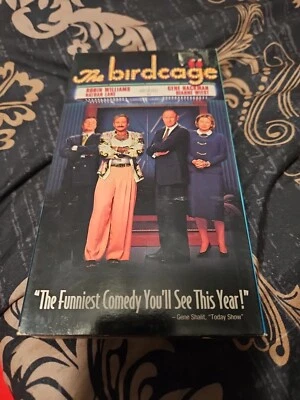 The birdcage
ROBIN WILLIAMS GENE HACKMAN
NATHAN LANE DIANNE WIEST
"The Funniest Comedy You'll See This Year!"
—Gene Shalit, "Today Show"